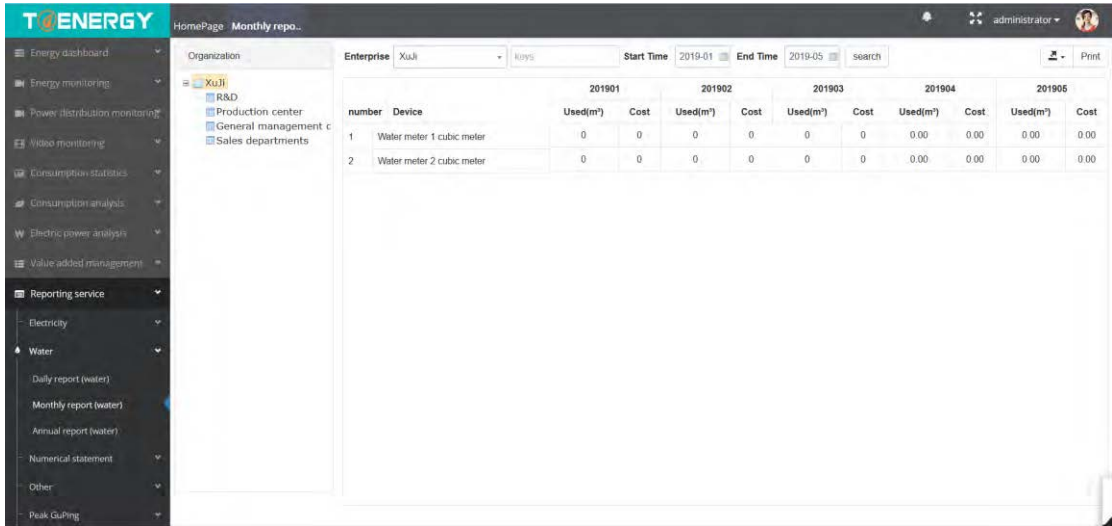 T@ENERGY
HomePage Monthly repo..
administrator
Energy dashboard
Energy monitoring
Power distribution monitoring
Video monitoring
Consumption statistics
Consumption analysis
Electric power analysis
Value added management
Reporting service
Electricity
Water
Daily report (water)
Monthly report (water)
Annual report (water)
Numerical statement
Other
Peak GuPing
Organization
XuJi
R&D
Production center
General management c
Sales departments
Enterprise XuJi Keys Start Time 2019-01 End Time 2019-05 search Print
201901 201902 201903 201904 201905
number Device Used(m³) Cost Used(m³) Cost Used(m³) Cost Used(m³) Cost Used(m³) Cost
1 Water meter 1 cubic meter 0 0 0 0 0 0 0.00 0.00 0.00 0.00
2 Water meter 2 cubic meter 0 0 0 0 0 0 0.00 0.00 0.00 0.00